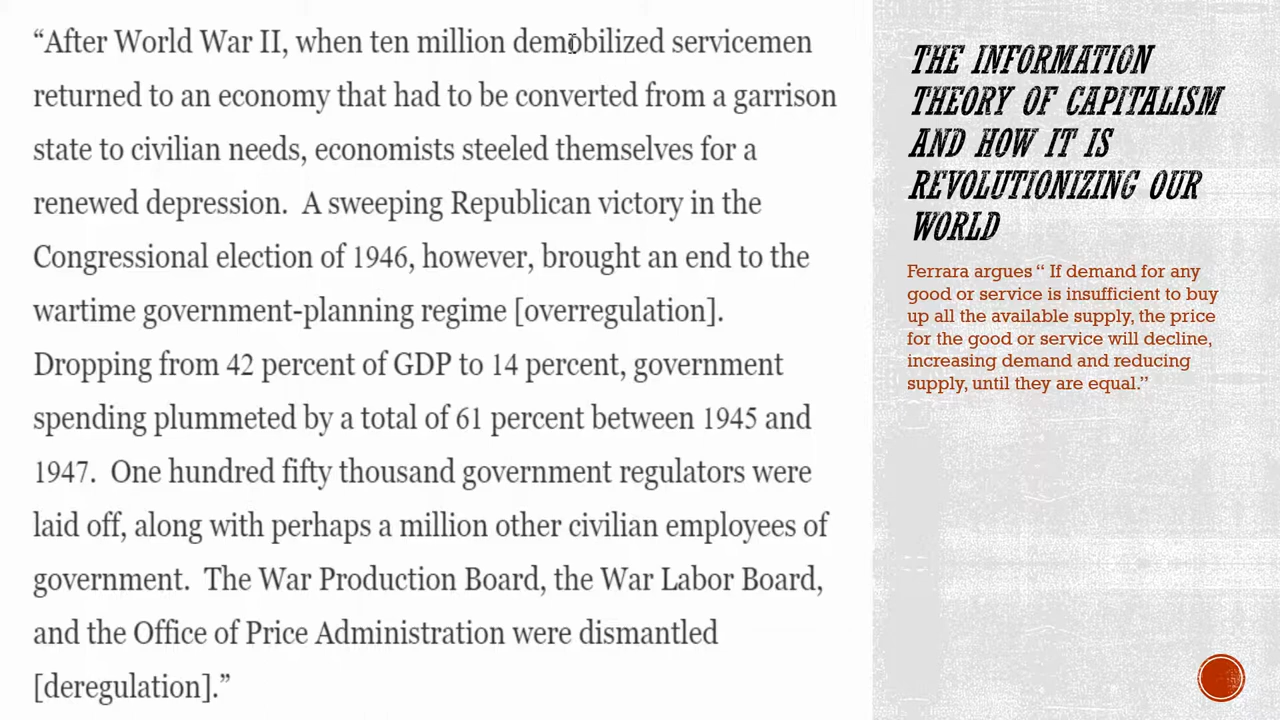 “After World War II, when ten million demobilized servicemen
returned to an economy that had to be converted from a garrison
state to civilian needs, economists steeled themselves for a
renewed depression.  A sweeping Republican victory in the
Congressional election of 1946, however, brought an end to the
wartime government-planning regime [overregulation].
Dropping from 42 percent of GDP to 14 percent, government
spending plummeted by a total of 61 percent between 1945 and
1947.  One hundred fifty thousand government regulators were
laid off, along with perhaps a million other civilian employees of
government.  The War Production Board, the War Labor Board,
and the Office of Price Administration were dismantled
[deregulation].”
THE INFORMATION
THEORY OF CAPITALISM
AND HOW IT IS
REVOLUTIONIZING OUR
WORLD
Ferrara argues “ If demand for any
good or service is insufficient to buy
up all the available supply, the price
for the good or service will decline,
increasing demand and reducing
supply, until they are equal.”